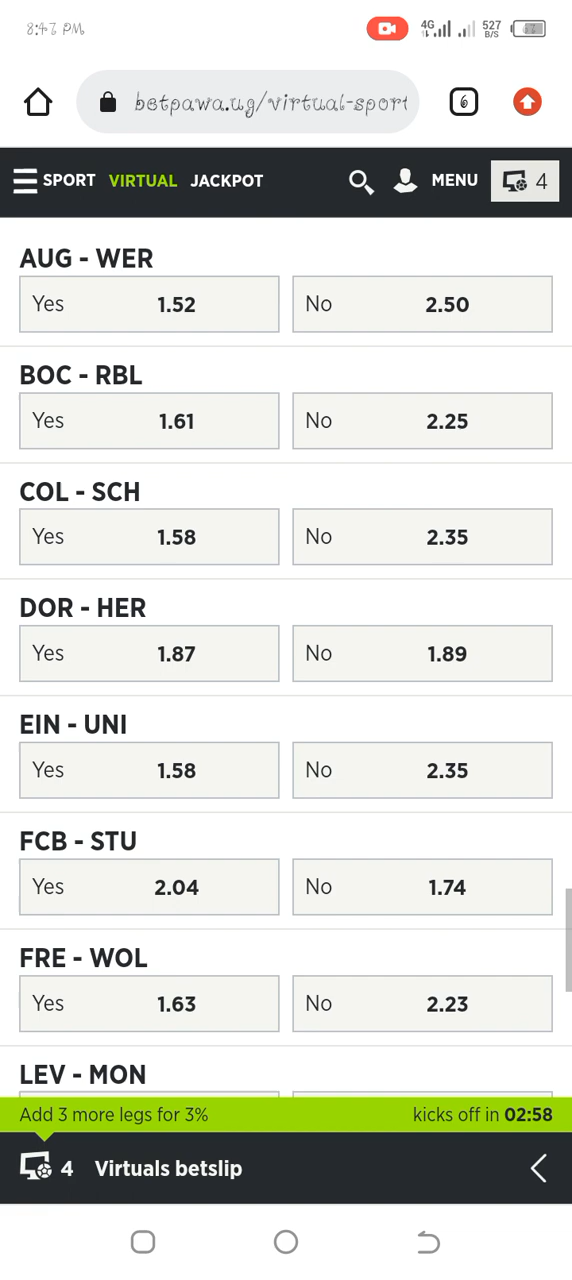 8:47 PM 4G 527 B/S
betpawa.ug/virtual-sport 6
SPORT VIRTUAL JACKPOT MENU 4
AUG - WER
Yes 1.52 No 2.50
BOC - RBL
Yes 1.61 No 2.25
COL - SCH
Yes 1.58 No 2.35
DOR - HER
Yes 1.87 No 1.89
EIN - UNI
Yes 1.58 No 2.35
FCB - STU
Yes 2.04 No 1.74
FRE - WOL
Yes 1.63 No 2.23
LEV - MON
Add 3 more legs for 3% kicks off in 02:58
4 Virtuals betslip